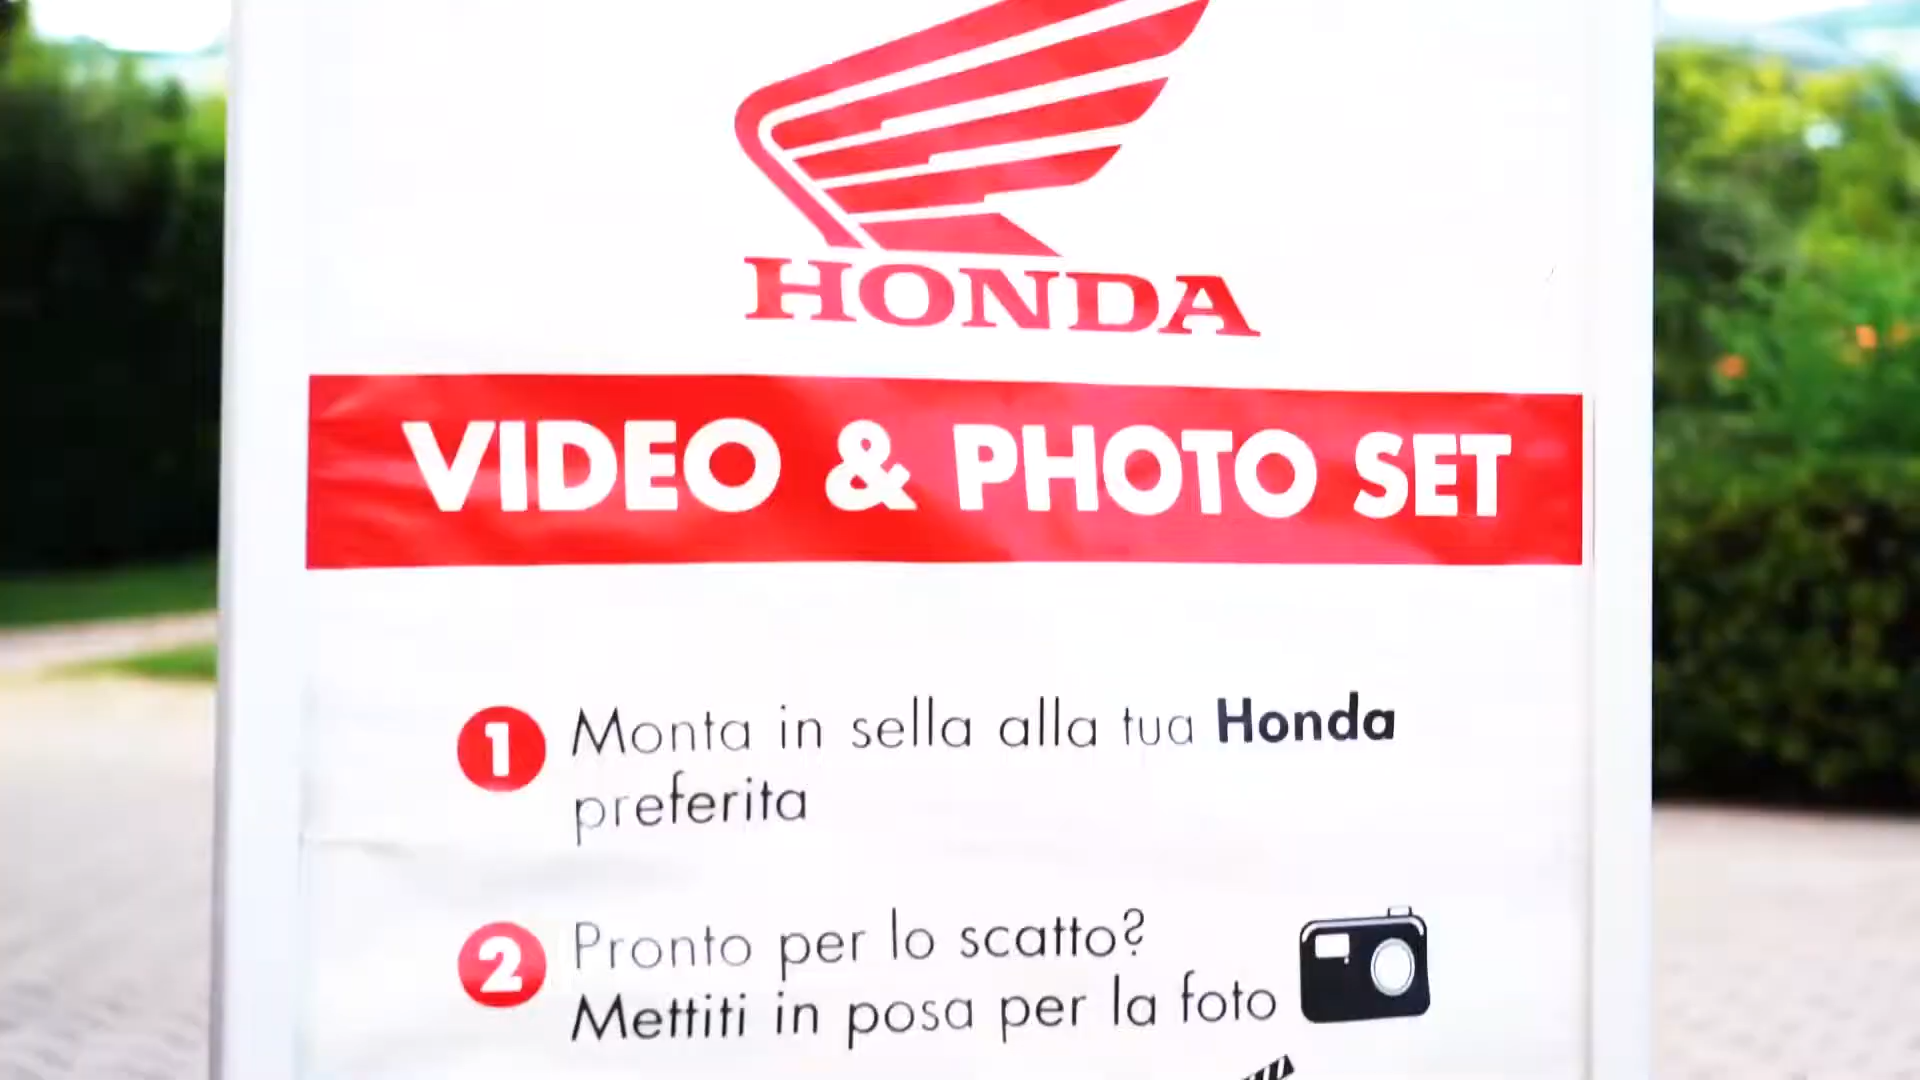 HONDA
VIDEO & PHOTO SET
1 Monta in sella alla tua Honda
preferita
2 Pronto per lo scatto?
Mettiti in posa per la foto